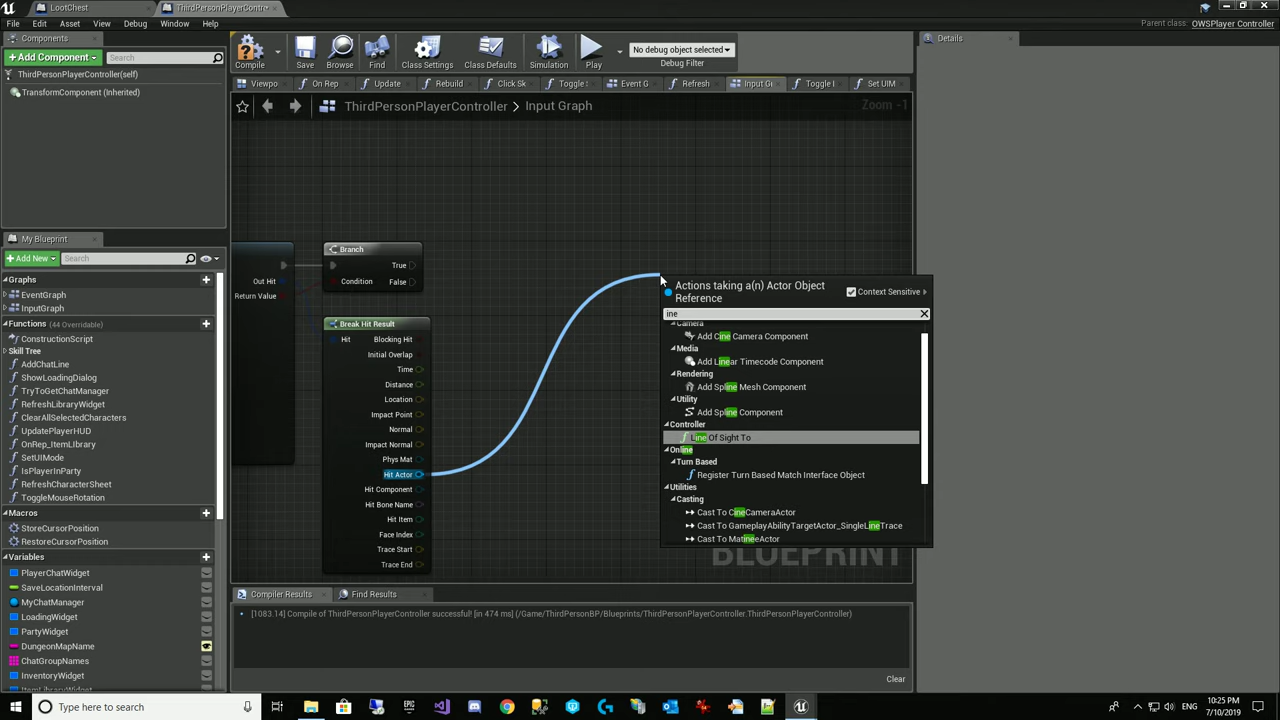 LootChest
ThirdPersonPlayerContro
File Edit Asset View Debug Window Help
Parent class: OWSPlayer Controller
Components
Add Component
Search
ThirdPersonPlayerController(self)
TransformComponent (Inherited)
Compile
Save
Browse
Find
Class Settings
Class Defaults
Simulation
Play
No debug object selected
Debug Filter
Details
Viewpo
On Rep
Update
Rebuild
Click Sk
Toggle
Event G
Refresh
Input G
Toggle I
Set UIM
ThirdPersonPlayerController > Input Graph
Zoom -1
My Blueprint
Add New
Search
Graphs
EventGraph
InputGraph
Functions (44 Overridable)
ConstructionScript
Skill Tree
AddChatLine
ShowLoadingDialog
TryToGetChatManager
RefreshLibraryWidget
ClearAllSelectedCharacters
UpdatePlayerHUD
OnRep_ItemLibrary
SetUIMode
IsPlayerInParty
RefreshCharacterSheet
ToggleMouseRotation
Macros
StoreCursorPosition
RestoreCursorPosition
Variables
PlayerChatWidget
SaveLocationInterval
MyChatManager
LoadingWidget
PartyWidget
DungeonMapName
ChatGroupNames
InventoryWidget
ItemLibraryWidget
Out Hit
Return Value
Branch
True
Condition
False
Break Hit Result
Hit
Blocking Hit
Initial Overlap
Time
Distance
Location
Impact Point
Normal
Impact Normal
Phys Mat
Hit Actor
Hit Component
Hit Bone Name
Hit Item
Face Index
Trace Start
Trace End
Actions taking a(n) Actor Object Reference
Context Sensitive
ine
Camera
Add Cine Camera Component
Media
Add Linear Timecode Component
Rendering
Add Spline Mesh Component
Utility
Add Spline Component
Controller
Line Of Sight To
Online
Turn Based
Register Turn Based Match Interface Object
Utilities
Casting
Cast To CineCameraActor
Cast To GameplayAbilityTargetActor_SingleLineTrace
Cast To MatineeActor
BLUEPRINT
Compiler Results
Find Results
[1083.14] Compile of ThirdPersonPlayerController successful! [in 474 ms] (/Game/ThirdPersonBP/Blueprints/ThirdPersonPlayerController.ThirdPersonPlayerController)
Clear
Type here to search
ENG
10:25 PM
7/10/2019